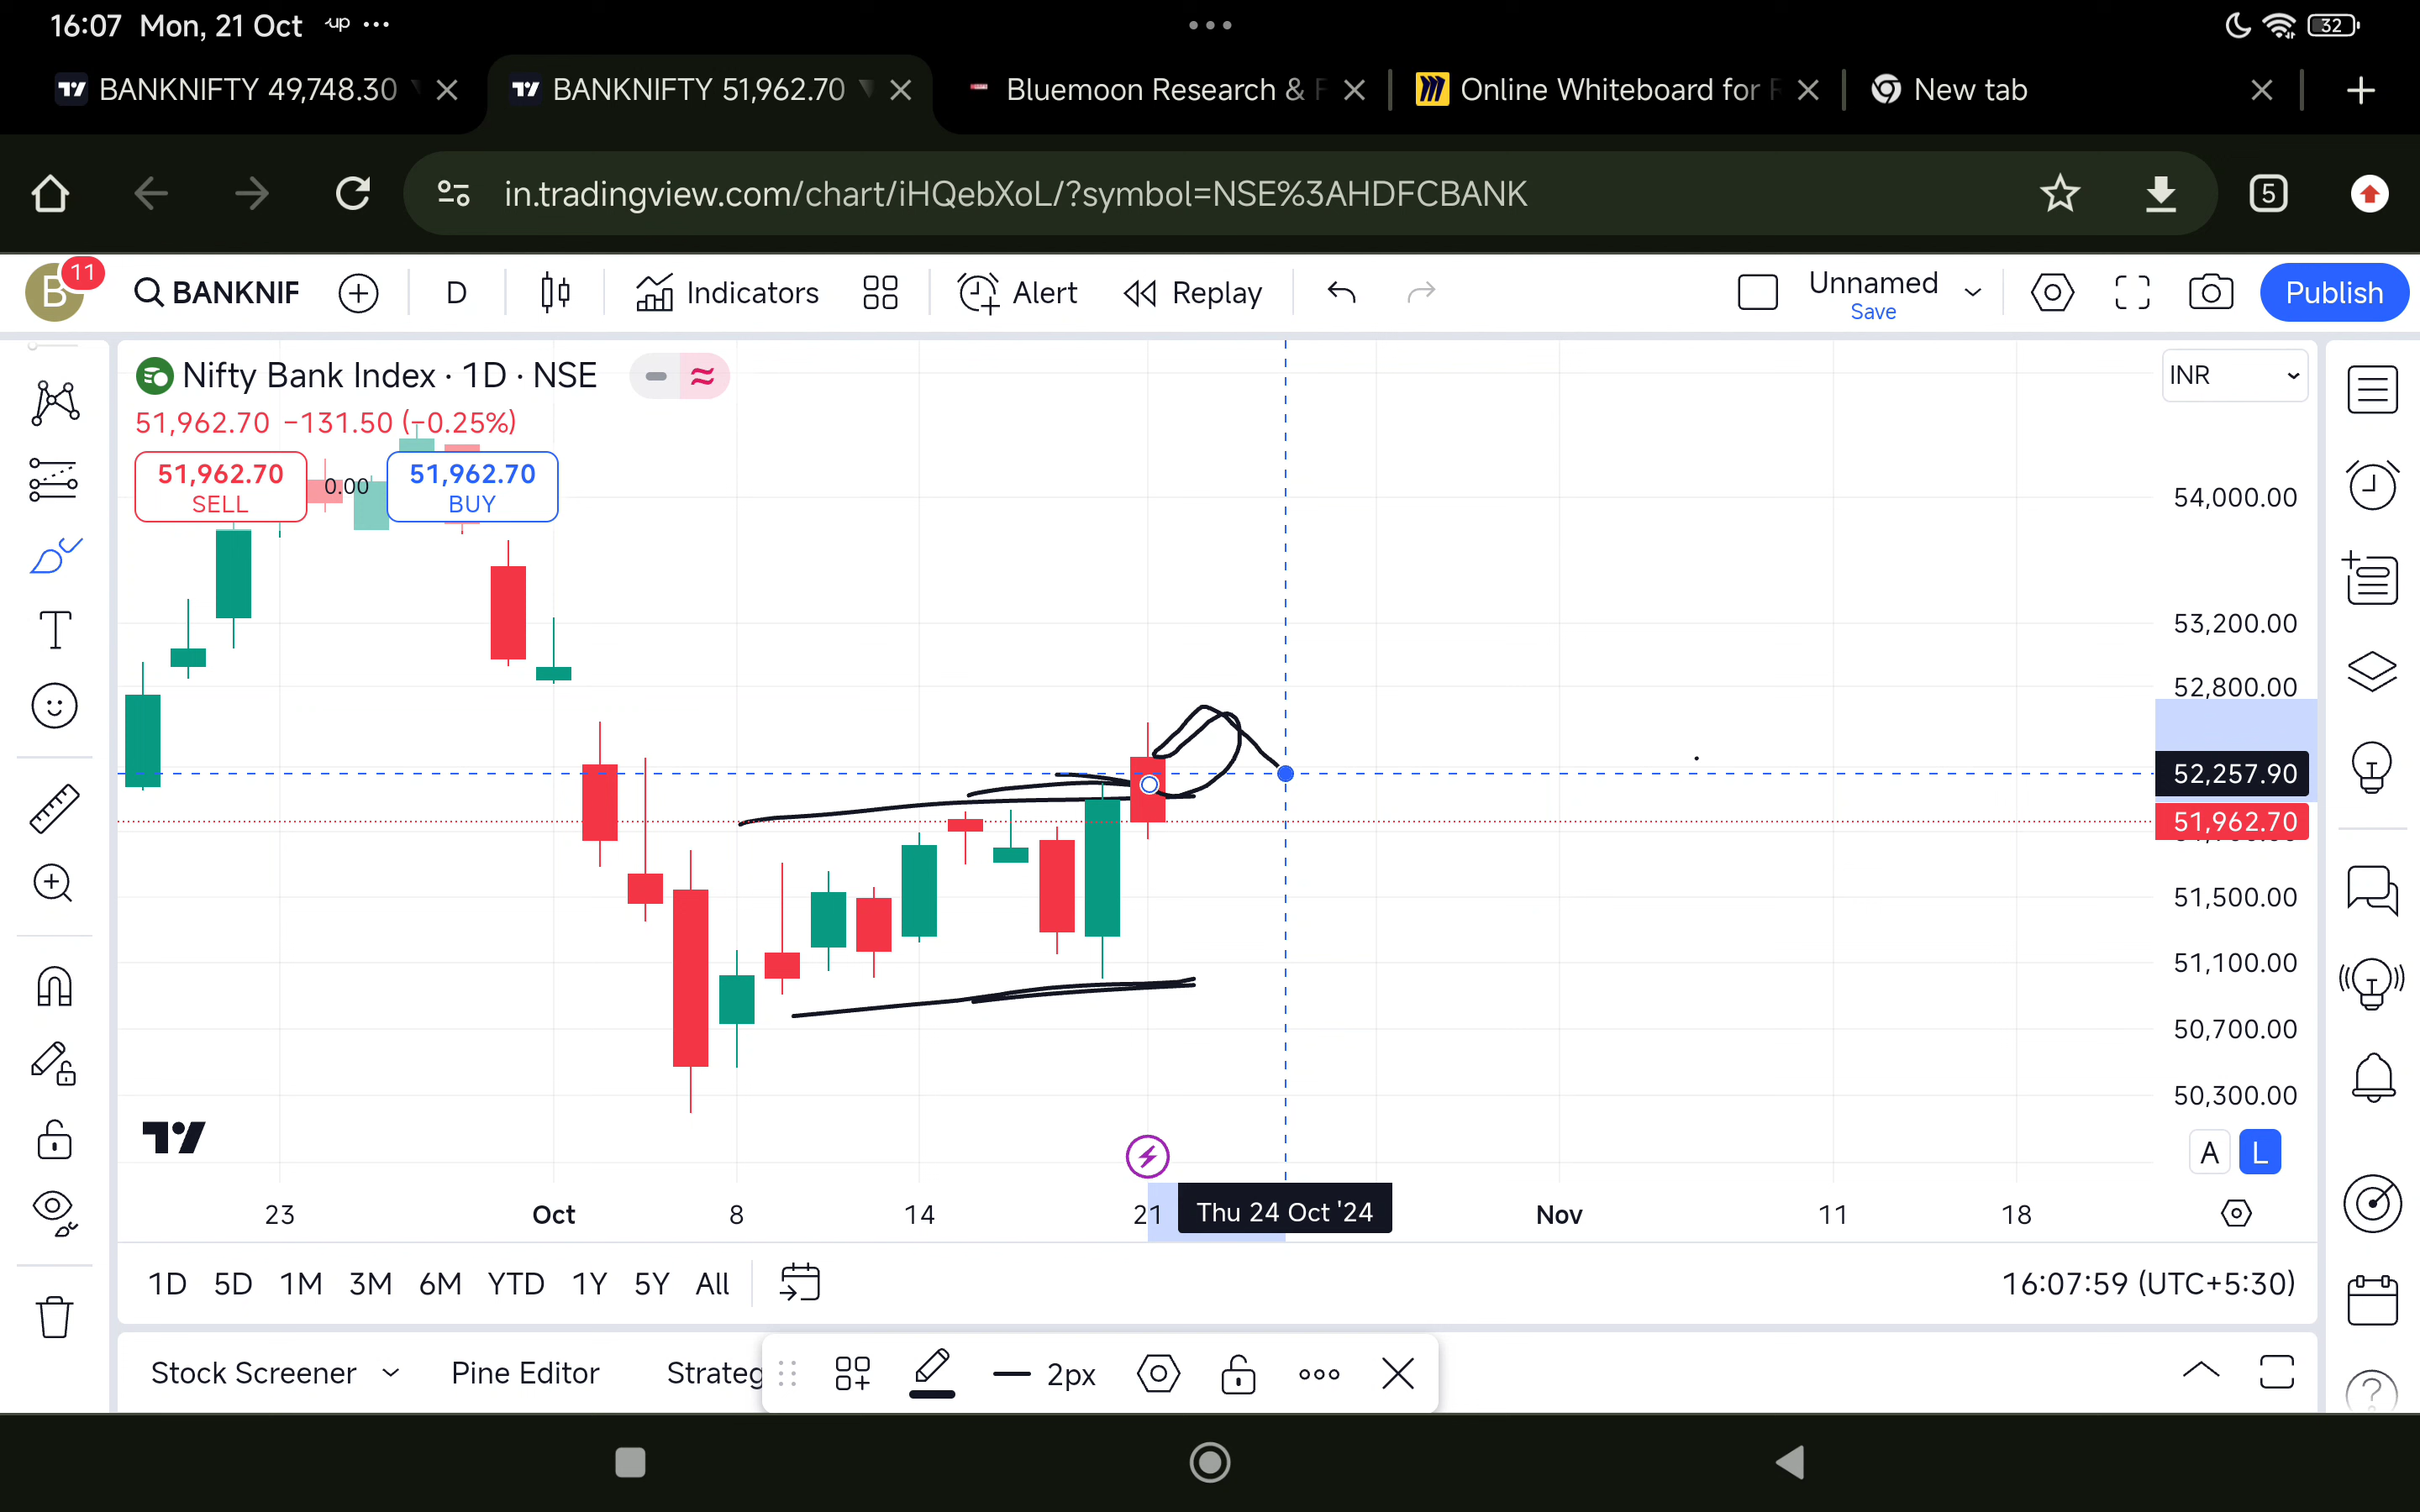 16:07 Mon, 21 Oct up 32
BANKNIFTY 49,748.30 BANKNIFTY 51,962.70 Bluemoon Research & F Online Whiteboard for New tab
in.tradingview.com/chart/iHQebXoL/?symbol=NSE%3AHDFCBANK 5
B 11 BANKNIF D Indicators Alert Replay Unnamed Save Publish
Nifty Bank Index · 1D · NSE INR
51,962.70 −131.50 (−0.25%)
51,962.70 SELL 0.00 51,962.70 BUY
54,000.00
53,200.00
52,800.00
52,257.90
51,962.70
51,500.00
51,100.00
50,700.00
50,300.00
A L
23 Oct 8 14 21 Thu 24 Oct '24 Nov 11 18
1D 5D 1M 3M 6M YTD 1Y 5Y All 16:07:59 (UTC+5:30)
Stock Screener Pine Editor Strateg 2px